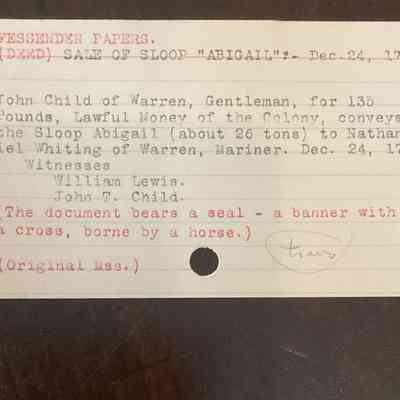 FESSENDEN PAPERS.
(DEED) SALE OF SLOOP "ABIGAIL":- Dec.24, 17
John Child of Warren, Gentleman, for 135
Pounds, Lawful Money of the Colony, conveys
the Sloop Abigail (about 26 tons) to Nathan
iel Whiting of Warren, Mariner. Dec. 24, 17
Witnesses
William Lewis.
John T. Child.
(The document bears a seal - a banner with
a cross, borne by a horse.)
(Original Mss.)